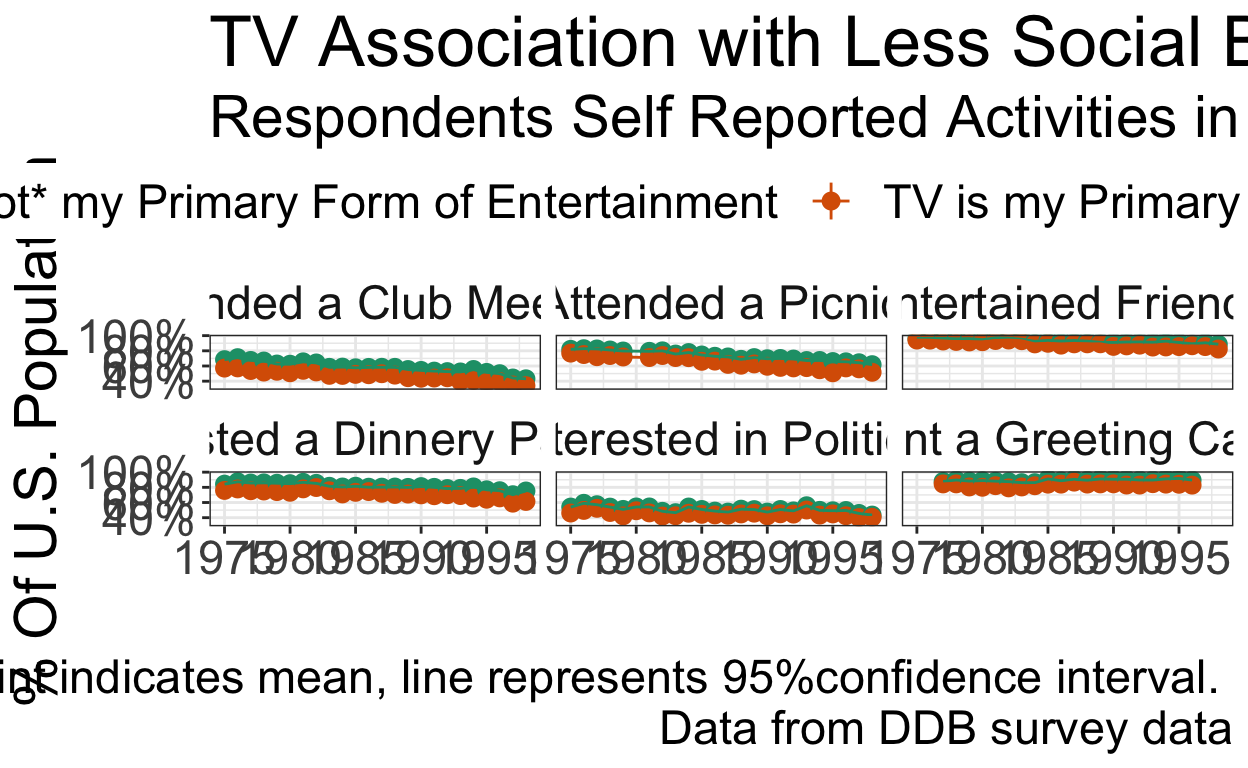 TV Association with Less Social E
Respondents Self Reported Activities in
ot* my Primary Form of Entertainment TV is my Primary
% Of U.S. Populati
nded a Club Mee Attended a Picnic ntertained Friend
100%
80%
60%
40%
sted a Dinnery P terested in Politi nt a Greeting Ca
100%
80%
60%
40%
1975 1980 1985 1990 1995 1975 1980 1985 1990 1995 1975 1980 1985 1990 1995
indicates mean, line represents 95%confidence interval.
Data from DDB survey data